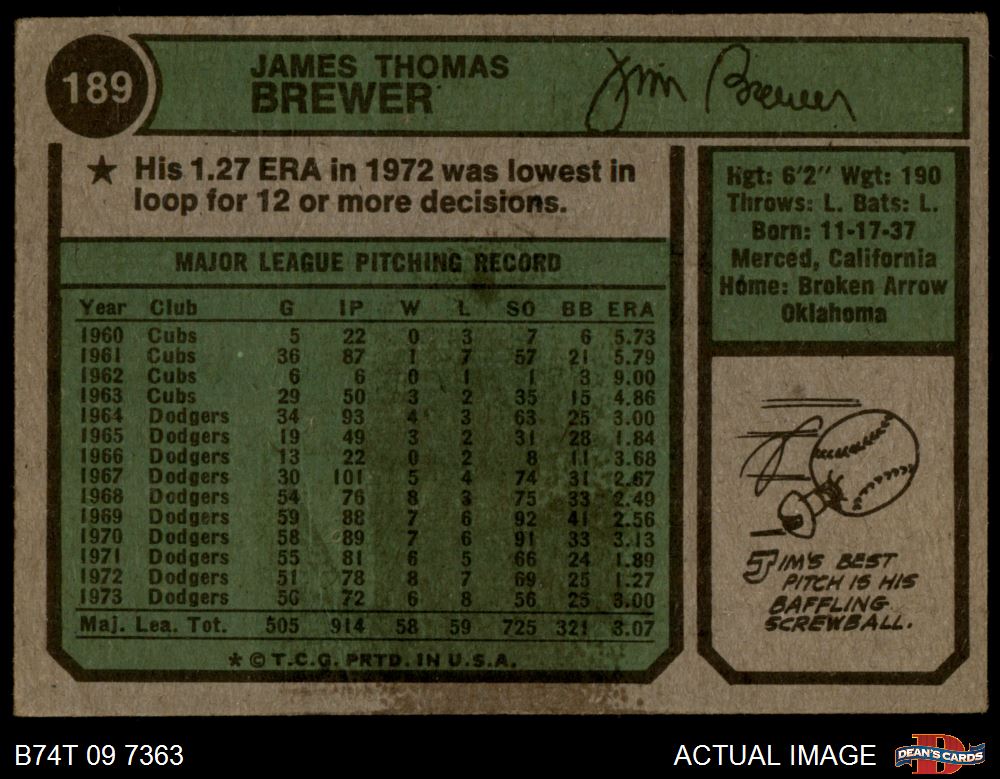 189
JAMES THOMAS
BREWER
Jim Brewer
★ His 1.27 ERA in 1972 was lowest in
loop for 12 or more decisions.
MAJOR LEAGUE PITCHING RECORD
Year Club G IP W L SO BB ERA
1960 Cubs 5 22 0 3 7 6 5.73
1961 Cubs 36 87 1 7 57 21 5.79
1962 Cubs 6 6 0 1 1 3 9.00
1963 Cubs 29 50 3 2 35 15 4.86
1964 Dodgers 34 93 4 3 63 25 3.00
1965 Dodgers 19 49 3 2 31 28 1.84
1966 Dodgers 13 22 0 2 8 11 3.68
1967 Dodgers 30 101 5 4 74 31 2.67
1968 Dodgers 54 76 8 3 75 33 2.49
1969 Dodgers 59 88 7 6 92 41 2.56
1970 Dodgers 58 89 7 6 91 33 3.13
1971 Dodgers 55 81 6 5 66 24 1.89
1972 Dodgers 51 78 8 7 69 25 1.27
1973 Dodgers 56 72 6 8 56 25 3.00
Maj. Lea. Tot. 505 914 58 59 725 321 3.07
* © T.C.G. PRTD. IN U.S.A.
Hgt: 6'2" Wgt: 190
Throws: L. Bats: L.
Born: 11-17-37
Merced, California
Home: Broken Arrow
Oklahoma
JIM'S BEST
PITCH IS HIS
BAFFLING
SCREWBALL.
B74T 09 7363
ACTUAL IMAGE
DEAN'S CARDS